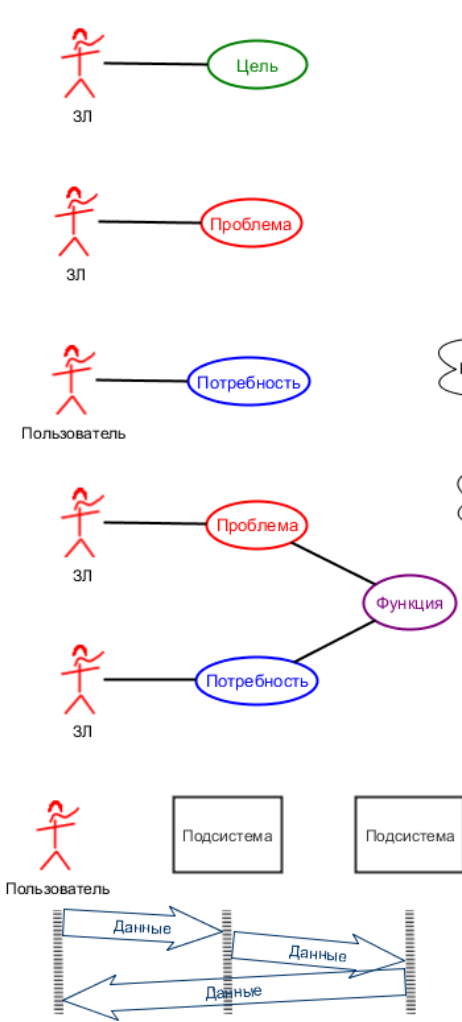 Цель
ЗЛ
Проблема
ЗЛ
Потребность
Пользователь
Проблема
ЗЛ
Функция
Потребность
ЗЛ
Подсистема
Подсистема
Пользователь
Данные
Данные
Данные